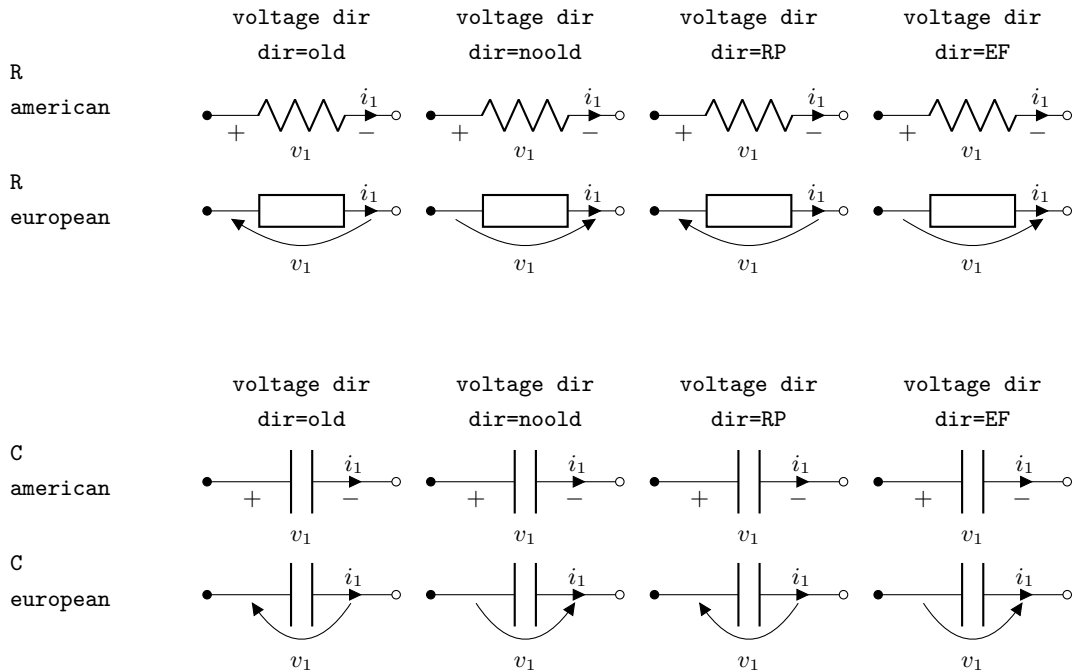 voltage dir voltage dir voltage dir voltage dir
dir=old dir=noold dir=RP dir=EF
R
american
i₁ i₁ i₁ i₁
+ − + − + − + −
v₁ v₁ v₁ v₁
R
european
i₁ i₁ i₁ i₁
v₁ v₁ v₁ v₁
voltage dir voltage dir voltage dir voltage dir
dir=old dir=noold dir=RP dir=EF
C
american
i₁ i₁ i₁ i₁
+ − + − + − + −
v₁ v₁ v₁ v₁
C
european
i₁ i₁ i₁ i₁
v₁ v₁ v₁ v₁